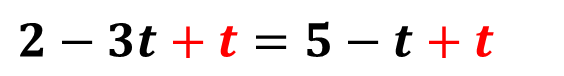 2 − 3t + t = 5 − t + t